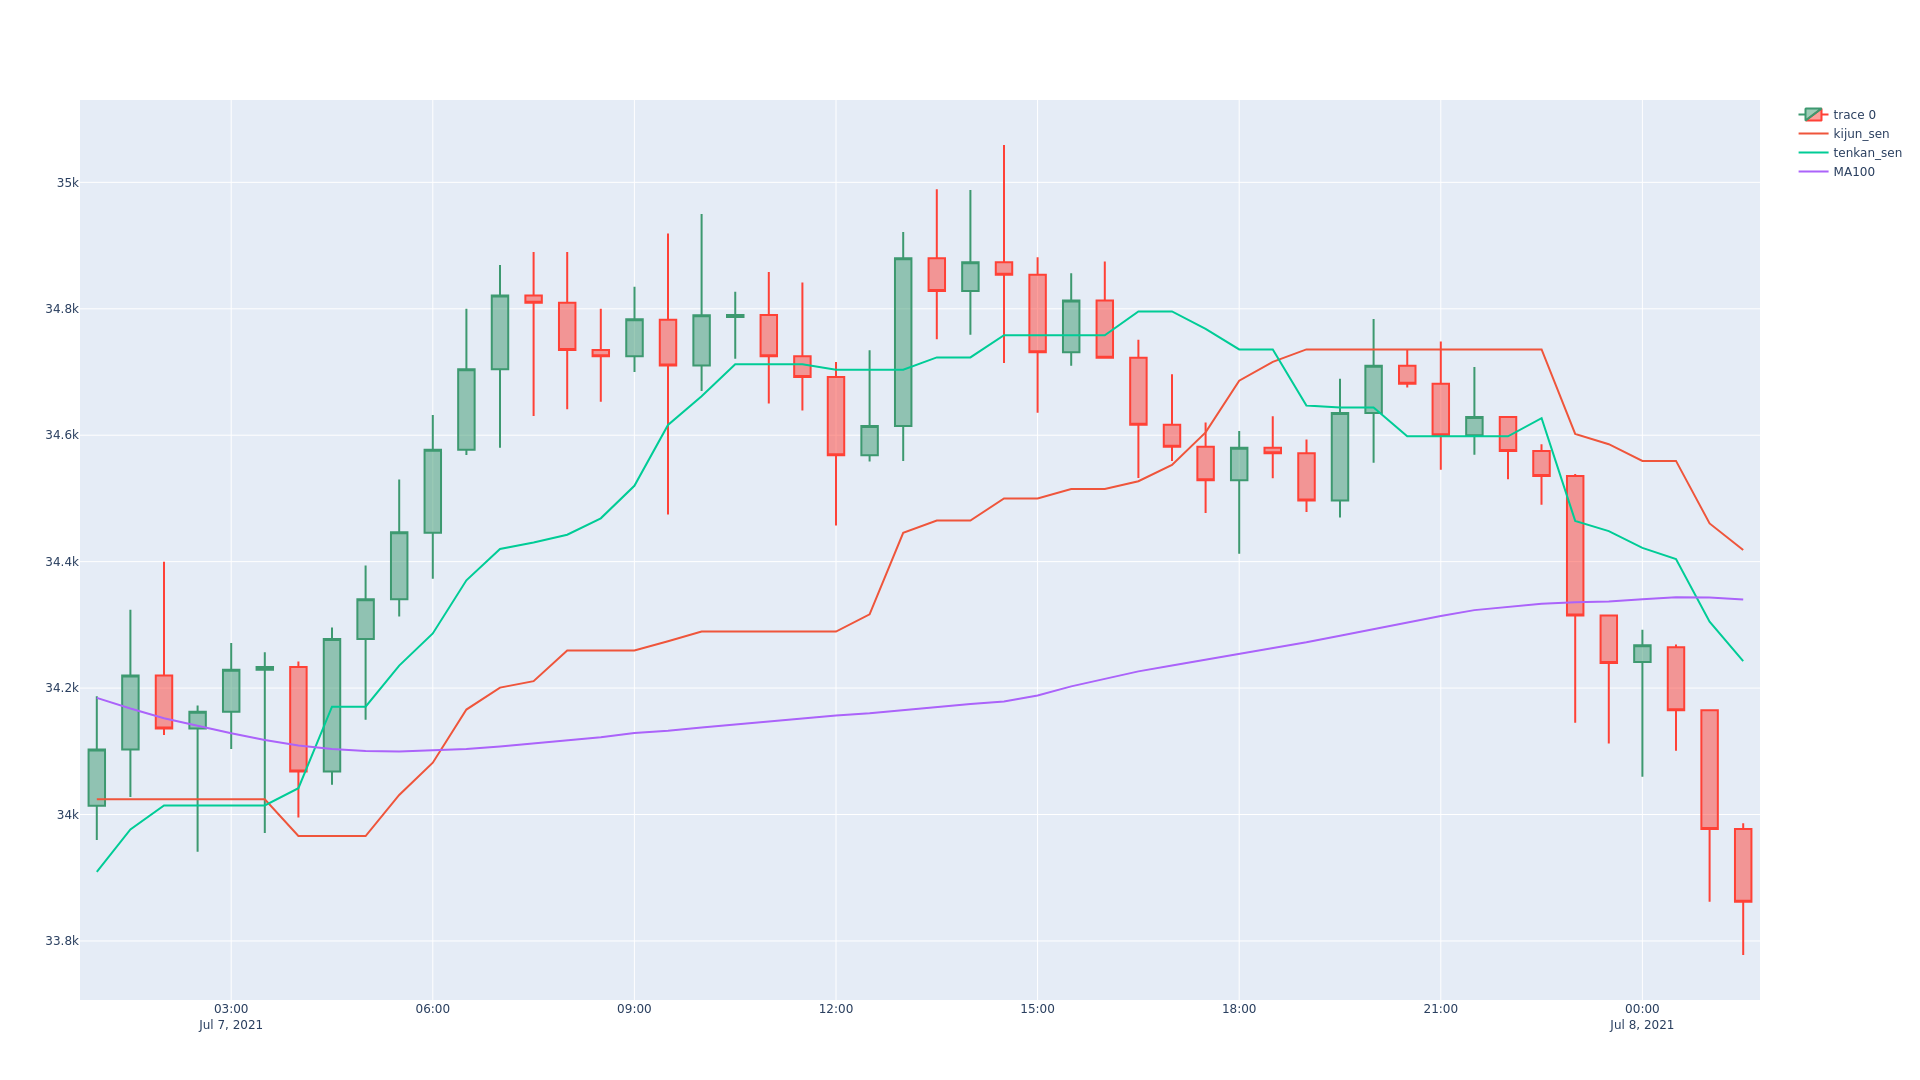 trace 0
kijun_sen
tenkan_sen
MA100
35k
34.8k
34.6k
34.4k
34.2k
34k
33.8k
03:00 06:00 09:00 12:00 15:00 18:00 21:00 00:00
Jul 7, 2021 Jul 8, 2021